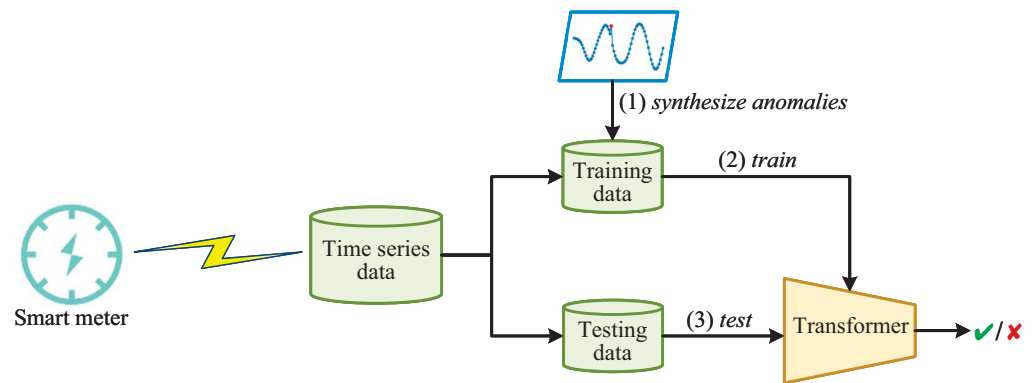 (1) synthesize anomalies
Training
data
(2) train
Time series
data
Smart meter
Testing
data
(3) test
Transformer
✔/✘